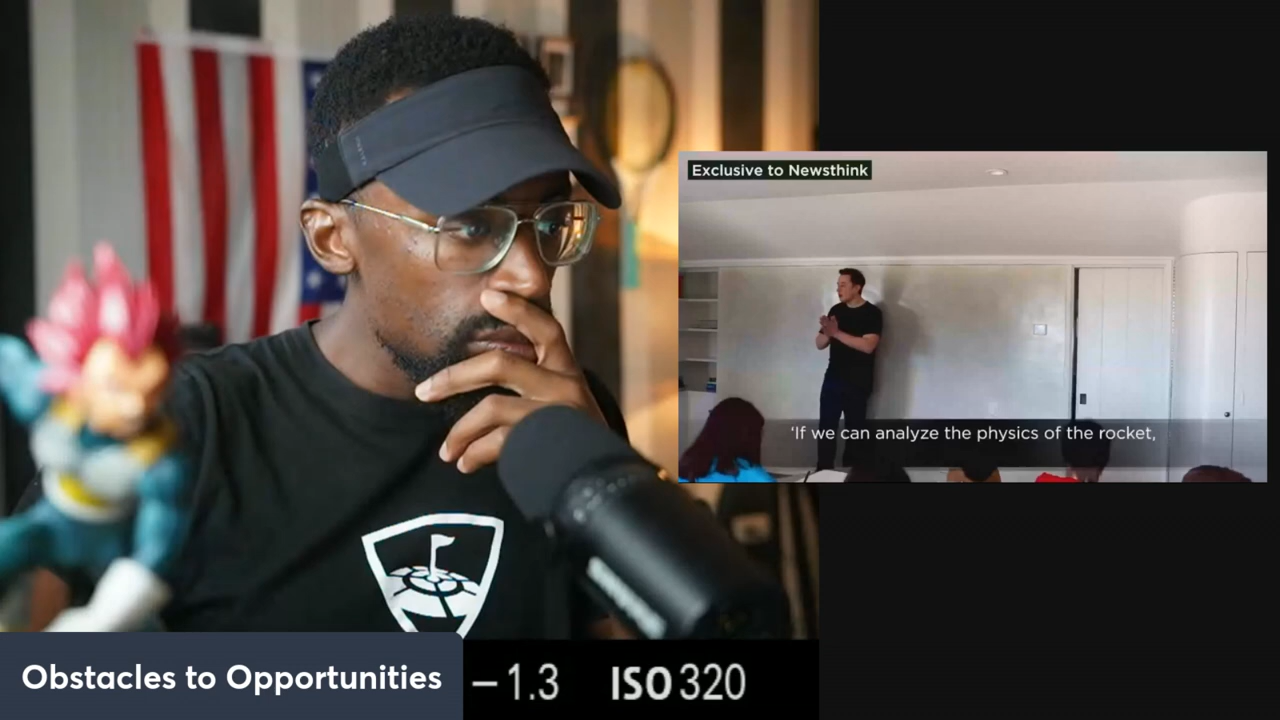 Exclusive to Newsthink
'If we can analyze the physics of the rocket,
Obstacles to Opportunities
– 1.3 ISO 320